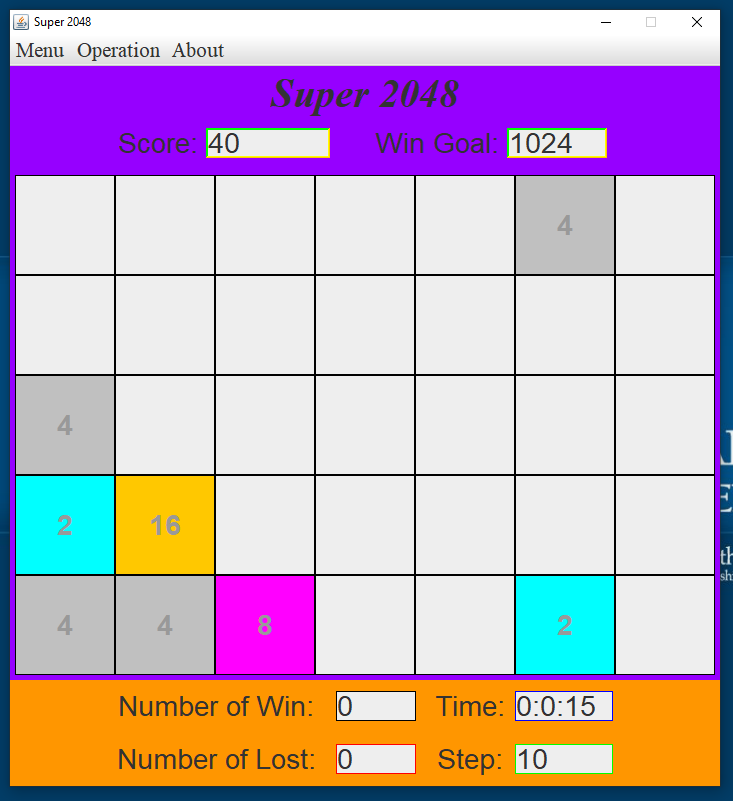 Super 2048
Menu Operation About
Super 2048
Score: 40 Win Goal: 1024
4
4
2 16
4 4 8 2
Number of Win: 0 Time: 0:0:15
Number of Lost: 0 Step: 10